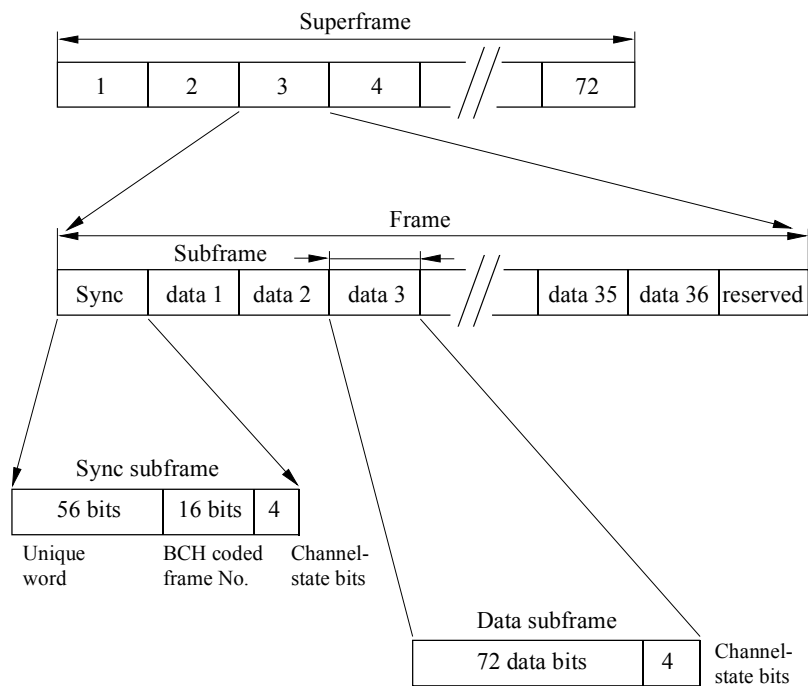 Superframe
1 2 3 4 72
Frame
Subframe
Sync data 1 data 2 data 3 data 35 data 36 reserved
Sync subframe
56 bits 16 bits 4
Unique word
BCH coded frame No.
Channel-state bits
Data subframe
72 data bits 4
Channel-state bits